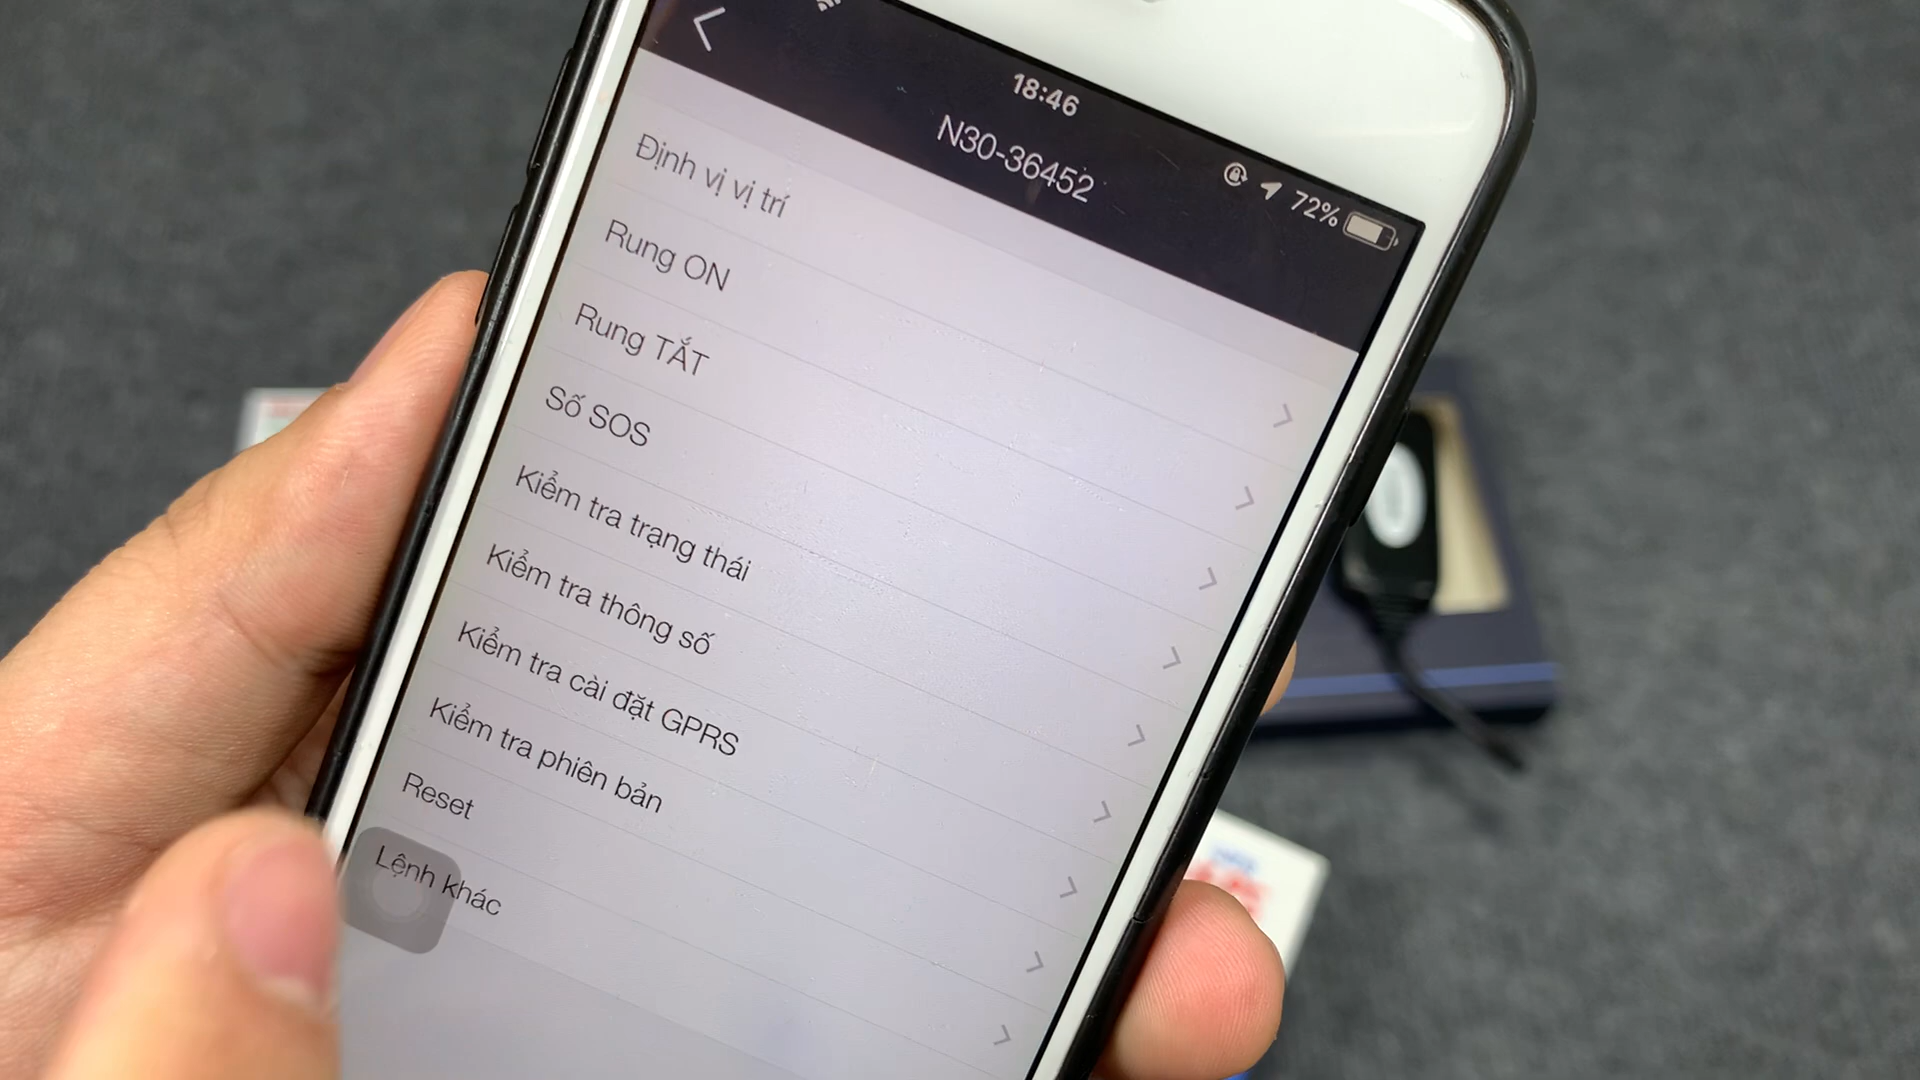 18:46
72%
N30-36452
Định vị vị trí
Rung ON
Rung TẮT
Số SOS
Kiểm tra trạng thái
Kiểm tra thông số
Kiểm tra cài đặt GPRS
Kiểm tra phiên bản
Reset
Lệnh khác